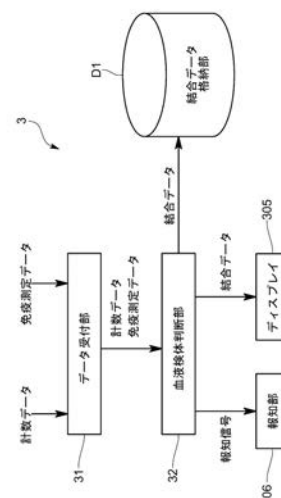 3
計数データ
免疫測定データ
31
データ受付部
計数データ
免疫測定データ
32
血液検体判断部
結合データ
D1
結合データ
格納部
報知信号
結合データ
06
報知部
305
ディスプレイ